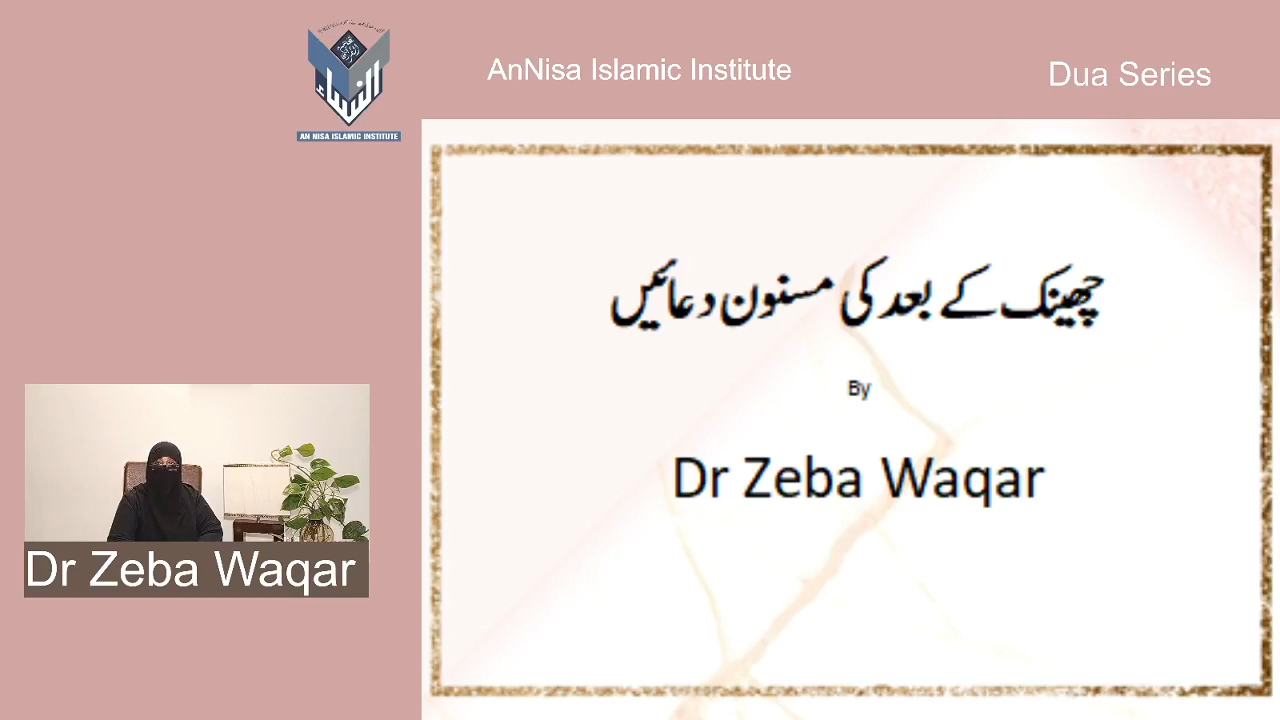 AnNisa Islamic Institute
Dua Series
النساء
AN NISA ISLAMIC INSTITUTE
چھینک کے بعد کی مسنون دعائیں
By
Dr Zeba Waqar
Dr Zeba Waqar